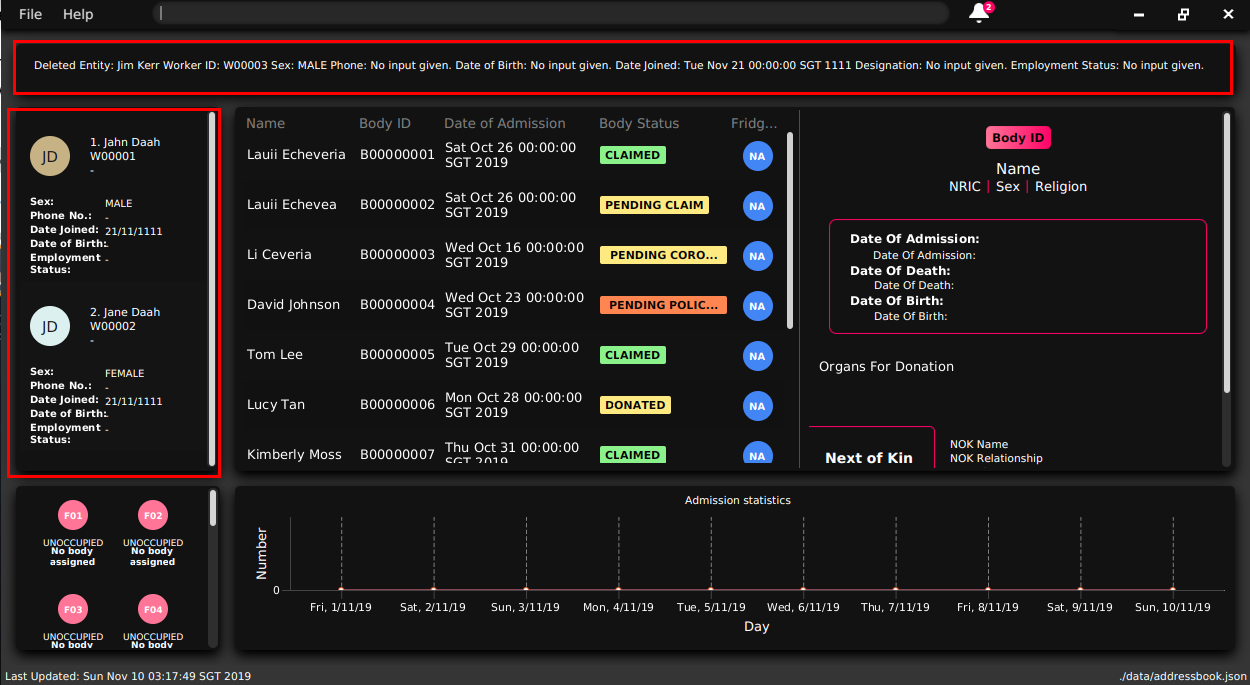 File Help
2
Deleted Entity: Jim Kerr Worker ID: W00003 Sex: MALE Phone: No input given. Date of Birth: No input given. Date Joined: Tue Nov 21 00:00:00 SGT 1111 Designation: No input given. Employment Status: No input given.
JD
1. Jahn Daah
W00001
-
Sex: MALE
Phone No.: -
Date Joined: 21/11/1111
Date of Birth: -
Employment -
Status:
JD
2. Jane Daah
W00002
-
Sex: FEMALE
Phone No.: -
Date Joined: 21/11/1111
Date of Birth: -
Employment -
Status:
Name Body ID Date of Admission Body Status Fridg...
Lauii Echeveria B00000001 Sat Oct 26 00:00:00 CLAIMED NA
SGT 2019
Lauii Echevea B00000002 Sat Oct 26 00:00:00 PENDING CLAIM NA
SGT 2019
Li Ceveria B00000003 Wed Oct 16 00:00:00 PENDING CORO... NA
SGT 2019
David Johnson B00000004 Wed Oct 23 00:00:00 PENDING POLIC... NA
SGT 2019
Tom Lee B00000005 Tue Oct 29 00:00:00 CLAIMED NA
SGT 2019
Lucy Tan B00000006 Mon Oct 28 00:00:00 DONATED NA
SGT 2019
Kimberly Moss B00000007 Thu Oct 31 00:00:00 CLAIMED NA
SGT 2019
Body ID
Name
NRIC | Sex | Religion
Date Of Admission:
Date Of Admission:
Date Of Death:
Date Of Death:
Date Of Birth:
Date Of Birth:
Organs For Donation
Next of Kin
NOK Name
NOK Relationship
F01 F02
UNOCCUPIED UNOCCUPIED
No body No body
assigned assigned
F03 F04
UNOCCUPIED UNOCCUPIED
No body No body
Admission statistics
Number
0
Fri, 1/11/19 Sat, 2/11/19 Sun, 3/11/19 Mon, 4/11/19 Tue, 5/11/19 Wed, 6/11/19 Thu, 7/11/19 Fri, 8/11/19 Sat, 9/11/19 Sun, 10/11/19
Day
Last Updated: Sun Nov 10 03:17:49 SGT 2019 ./data/addressbook.json